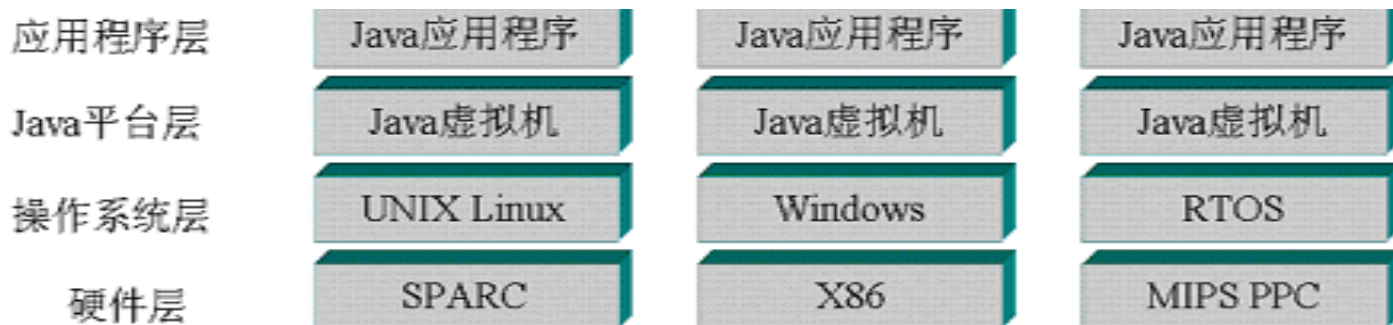 应用程序层 Java应用程序 Java应用程序 Java应用程序
Java平台层 Java虚拟机 Java虚拟机 Java虚拟机
操作系统层 UNIX Linux Windows RTOS
硬件层 SPARC X86 MIPS PPC